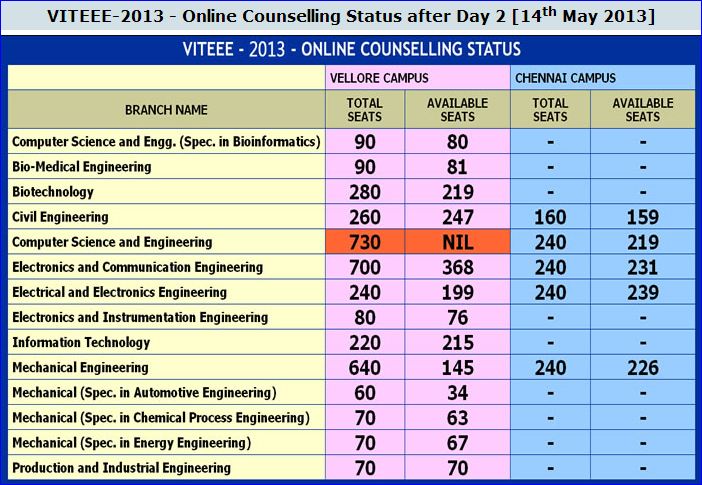 VITEEE-2013 - Online Counselling Status after Day 2 [14th May 2013]
VITEEE - 2013 - ONLINE COUNSELLING STATUS
VELLORE CAMPUS CHENNAI CAMPUS
BRANCH NAME TOTAL SEATS AVAILABLE SEATS TOTAL SEATS AVAILABLE SEATS
Computer Science and Engg. (Spec. in Bioinformatics) 90 80 - -
Bio-Medical Engineering 90 81 - -
Biotechnology 280 219 - -
Civil Engineering 260 247 160 159
Computer Science and Engineering 730 NIL 240 219
Electronics and Communication Engineering 700 368 240 231
Electrical and Electronics Engineering 240 199 240 239
Electronics and Instrumentation Engineering 80 76 - -
Information Technology 220 215 - -
Mechanical Engineering 640 145 240 226
Mechanical (Spec. in Automotive Engineering) 60 34 - -
Mechanical (Spec. in Chemical Process Engineering) 70 63 - -
Mechanical (Spec. in Energy Engineering) 70 67 - -
Production and Industrial Engineering 70 70 - -